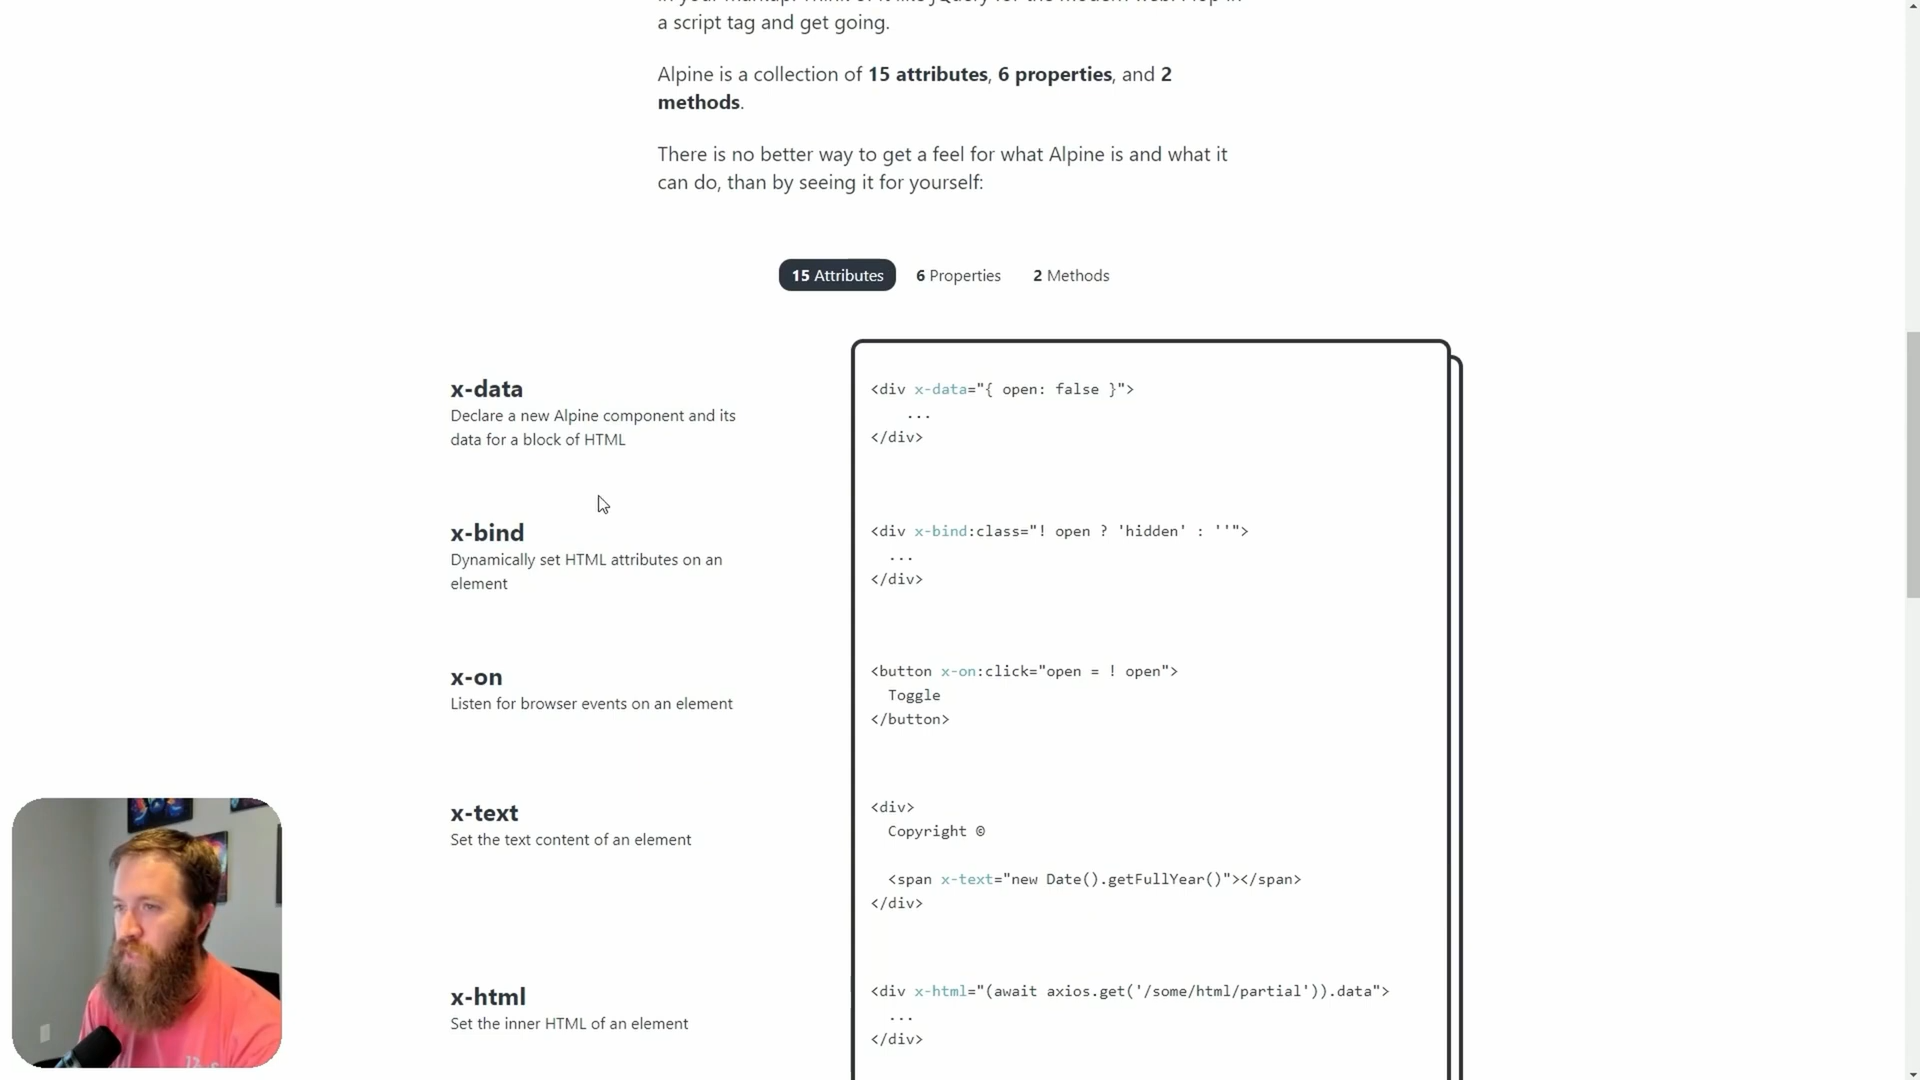 a script tag and get going.
Alpine is a collection of 15 attributes, 6 properties, and 2
methods.
There is no better way to get a feel for what Alpine is and what it
can do, than by seeing it for yourself:
15 Attributes 6 Properties 2 Methods
x-data
Declare a new Alpine component and its
data for a block of HTML
<div x-data="{ open: false }">
...
</div>
x-bind
Dynamically set HTML attributes on an
element
<div x-bind:class="! open ? 'hidden' : ''">
...
</div>
x-on
Listen for browser events on an element
<button x-on:click="open = ! open">
Toggle
</button>
x-text
Set the text content of an element
<div>
Copyright ©
<span x-text="new Date().getFullYear()"></span>
</div>
x-html
Set the inner HTML of an element
<div x-html="(await axios.get('/some/html/partial')).data">
...
</div>